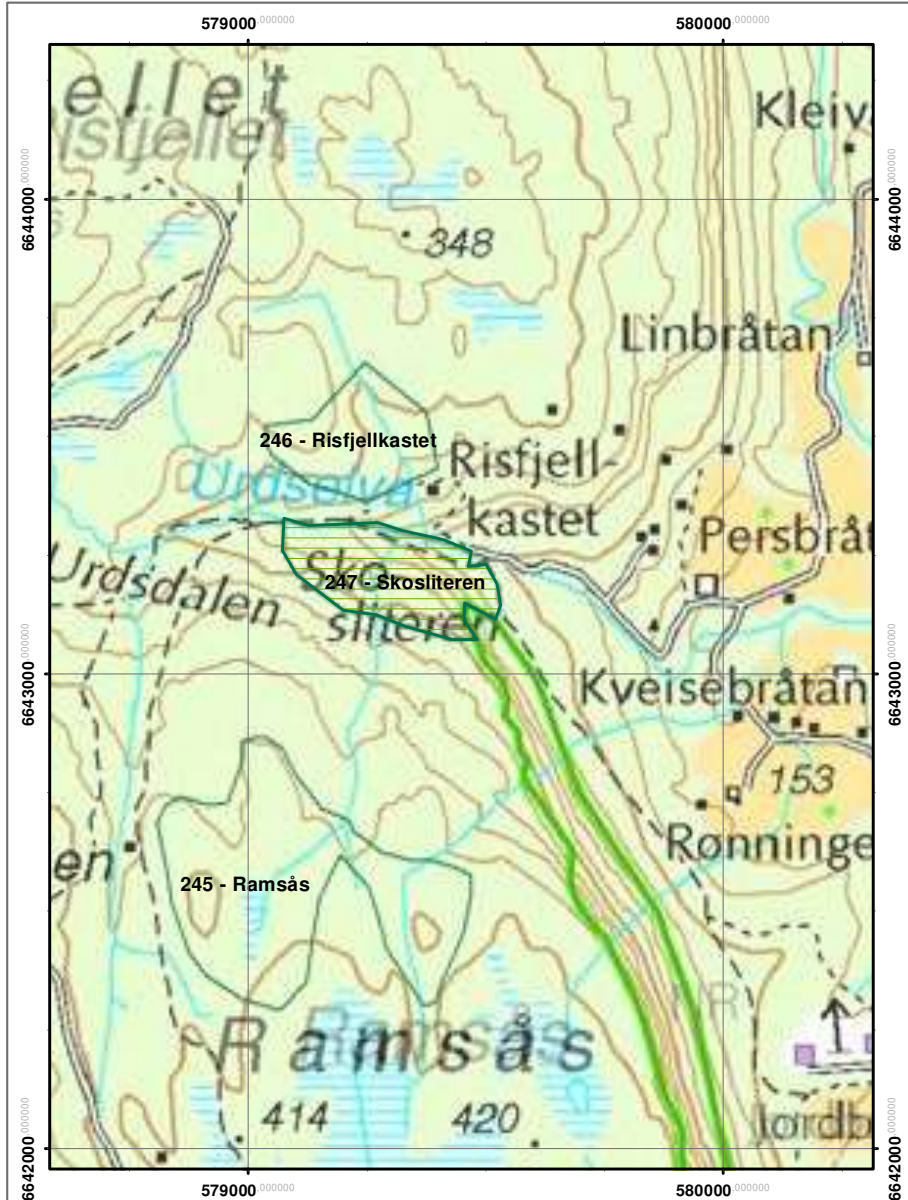 579000.000000 580000.000000
ellet
isfjellet
Kleiv
6644000.000000 6644000.000000
348
Linbråtan
246 - Risfjellkastet
Risfjell-
kastet
Urdselva
Persbråt
Urdsdalen
Sko
247 - Skosliteren
sliteren
6643000.000000 6643000.000000
Kveisebråtan
153
Rønninge
en
245 - Ramsås
R
Ramsås
Ramsås
414 420
Jordb
6642000.000000 6642000.000000
579000.000000 580000.000000